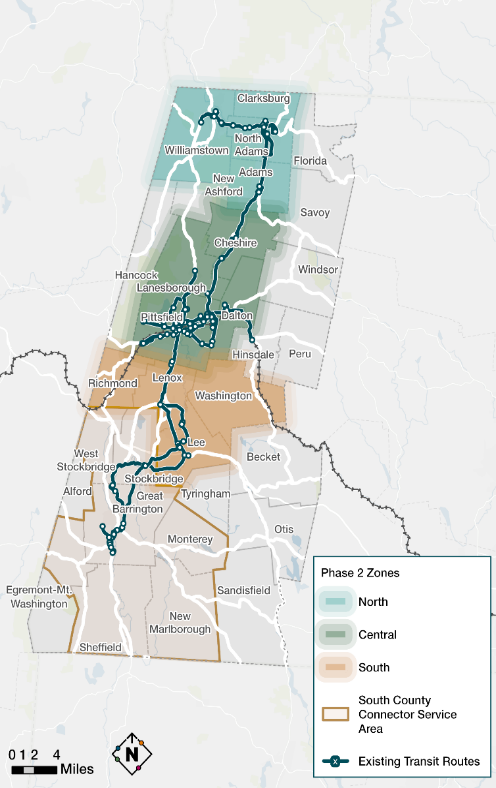 Clarksburg
Williamstown
North
Adams
Florida
Adams
New
Ashford
Savoy
Cheshire
Windsor
Hancock
Lanesborough
Pittsfield
Dalton
Hinsdale
Peru
Richmond
Lenox
Washington
Lee
West
Stockbridge
Becket
Stockbridge
Alford
Great
Barrington
Tyringham
Otis
Monterey
Egremont-Mt.
Washington
Sandisfield
New
Marlborough
Sheffield
Phase 2 Zones
North
Central
South
South County
Connector Service
Area
Existing Transit Routes
N
0 1 2 4
Miles